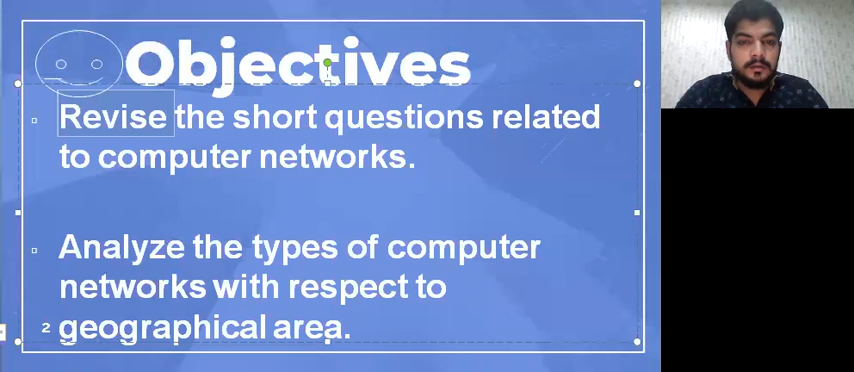 Objectives
Revise the short questions related
to computer networks.
Analyze the types of computer
networks with respect to
2 geographical area.